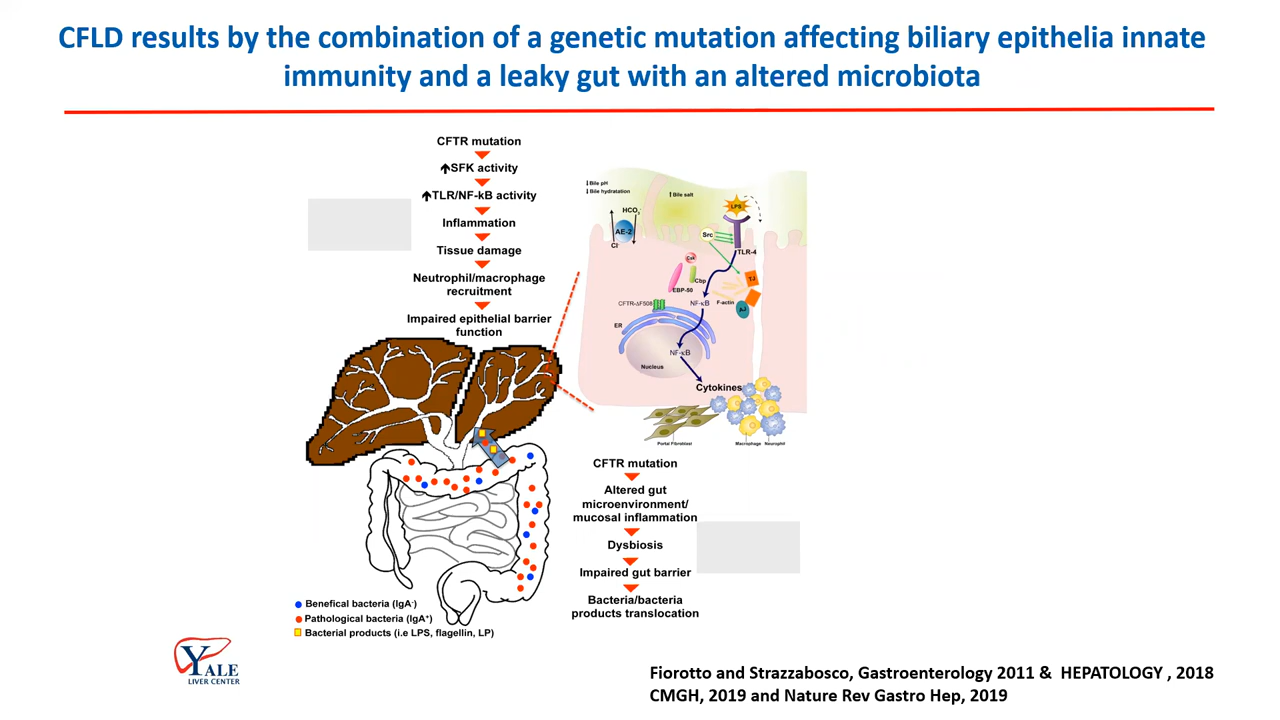 CFLD results by the combination of a genetic mutation affecting biliary epithelia innate
immunity and a leaky gut with an altered microbiota
CFTR mutation
↑SFK activity
↑TLR/NF-kB activity
Inflammation
Tissue damage
Neutrophil/macrophage
recruitment
Impaired epithelial barrier
function
↓Bile pH
↓Bile hydratation
↑Bile salt
LPS
HCO₃⁻
AE-2
Cl⁻
Src
TLR-4
Csk
Cbp
EBP-50
TJ
CFTR-ΔF508
NF-κB
F-actin
AJ
ER
NF-κB
Nucleus
Cytokines
Portal Fibroblast
Macrophage
Neutrophil
CFTR mutation
Altered gut
microenvironment/
mucosal inflammation
Dysbiosis
Impaired gut barrier
Bacteria/bacteria
products translocation
Benefical bacteria (IgA⁻)
Pathological bacteria (IgA⁺)
Bacterial products (i.e LPS, flagellin, LP)
YALE
LIVER CENTER
Fiorotto and Strazzabosco, Gastroenterology 2011 & HEPATOLOGY , 2018
CMGH, 2019 and Nature Rev Gastro Hep, 2019